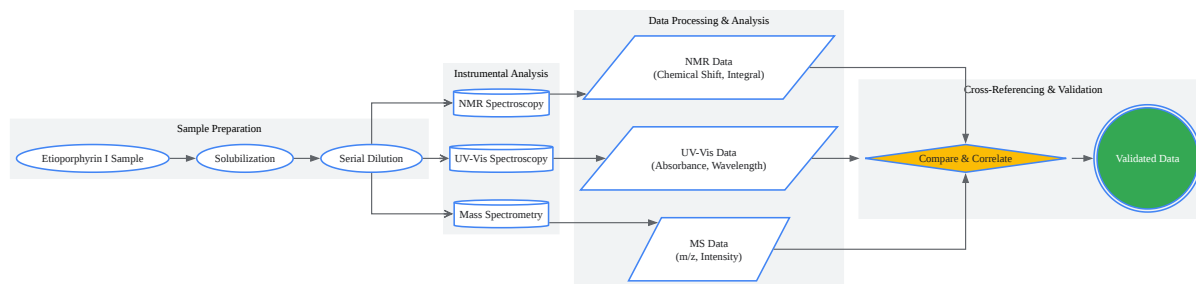 Data Processing & Analysis
NMR Data
(Chemical Shift, Integral)
Instrumental Analysis
Cross-Referencing & Validation
NMR Spectroscopy
Sample Preparation
Etioporphyrin I Sample
Solubilization
Serial Dilution
UV-Vis Spectroscopy
UV-Vis Data
(Absorbance, Wavelength)
Compare & Correlate
Validated Data
Mass Spectrometry
MS Data
(m/z, Intensity)